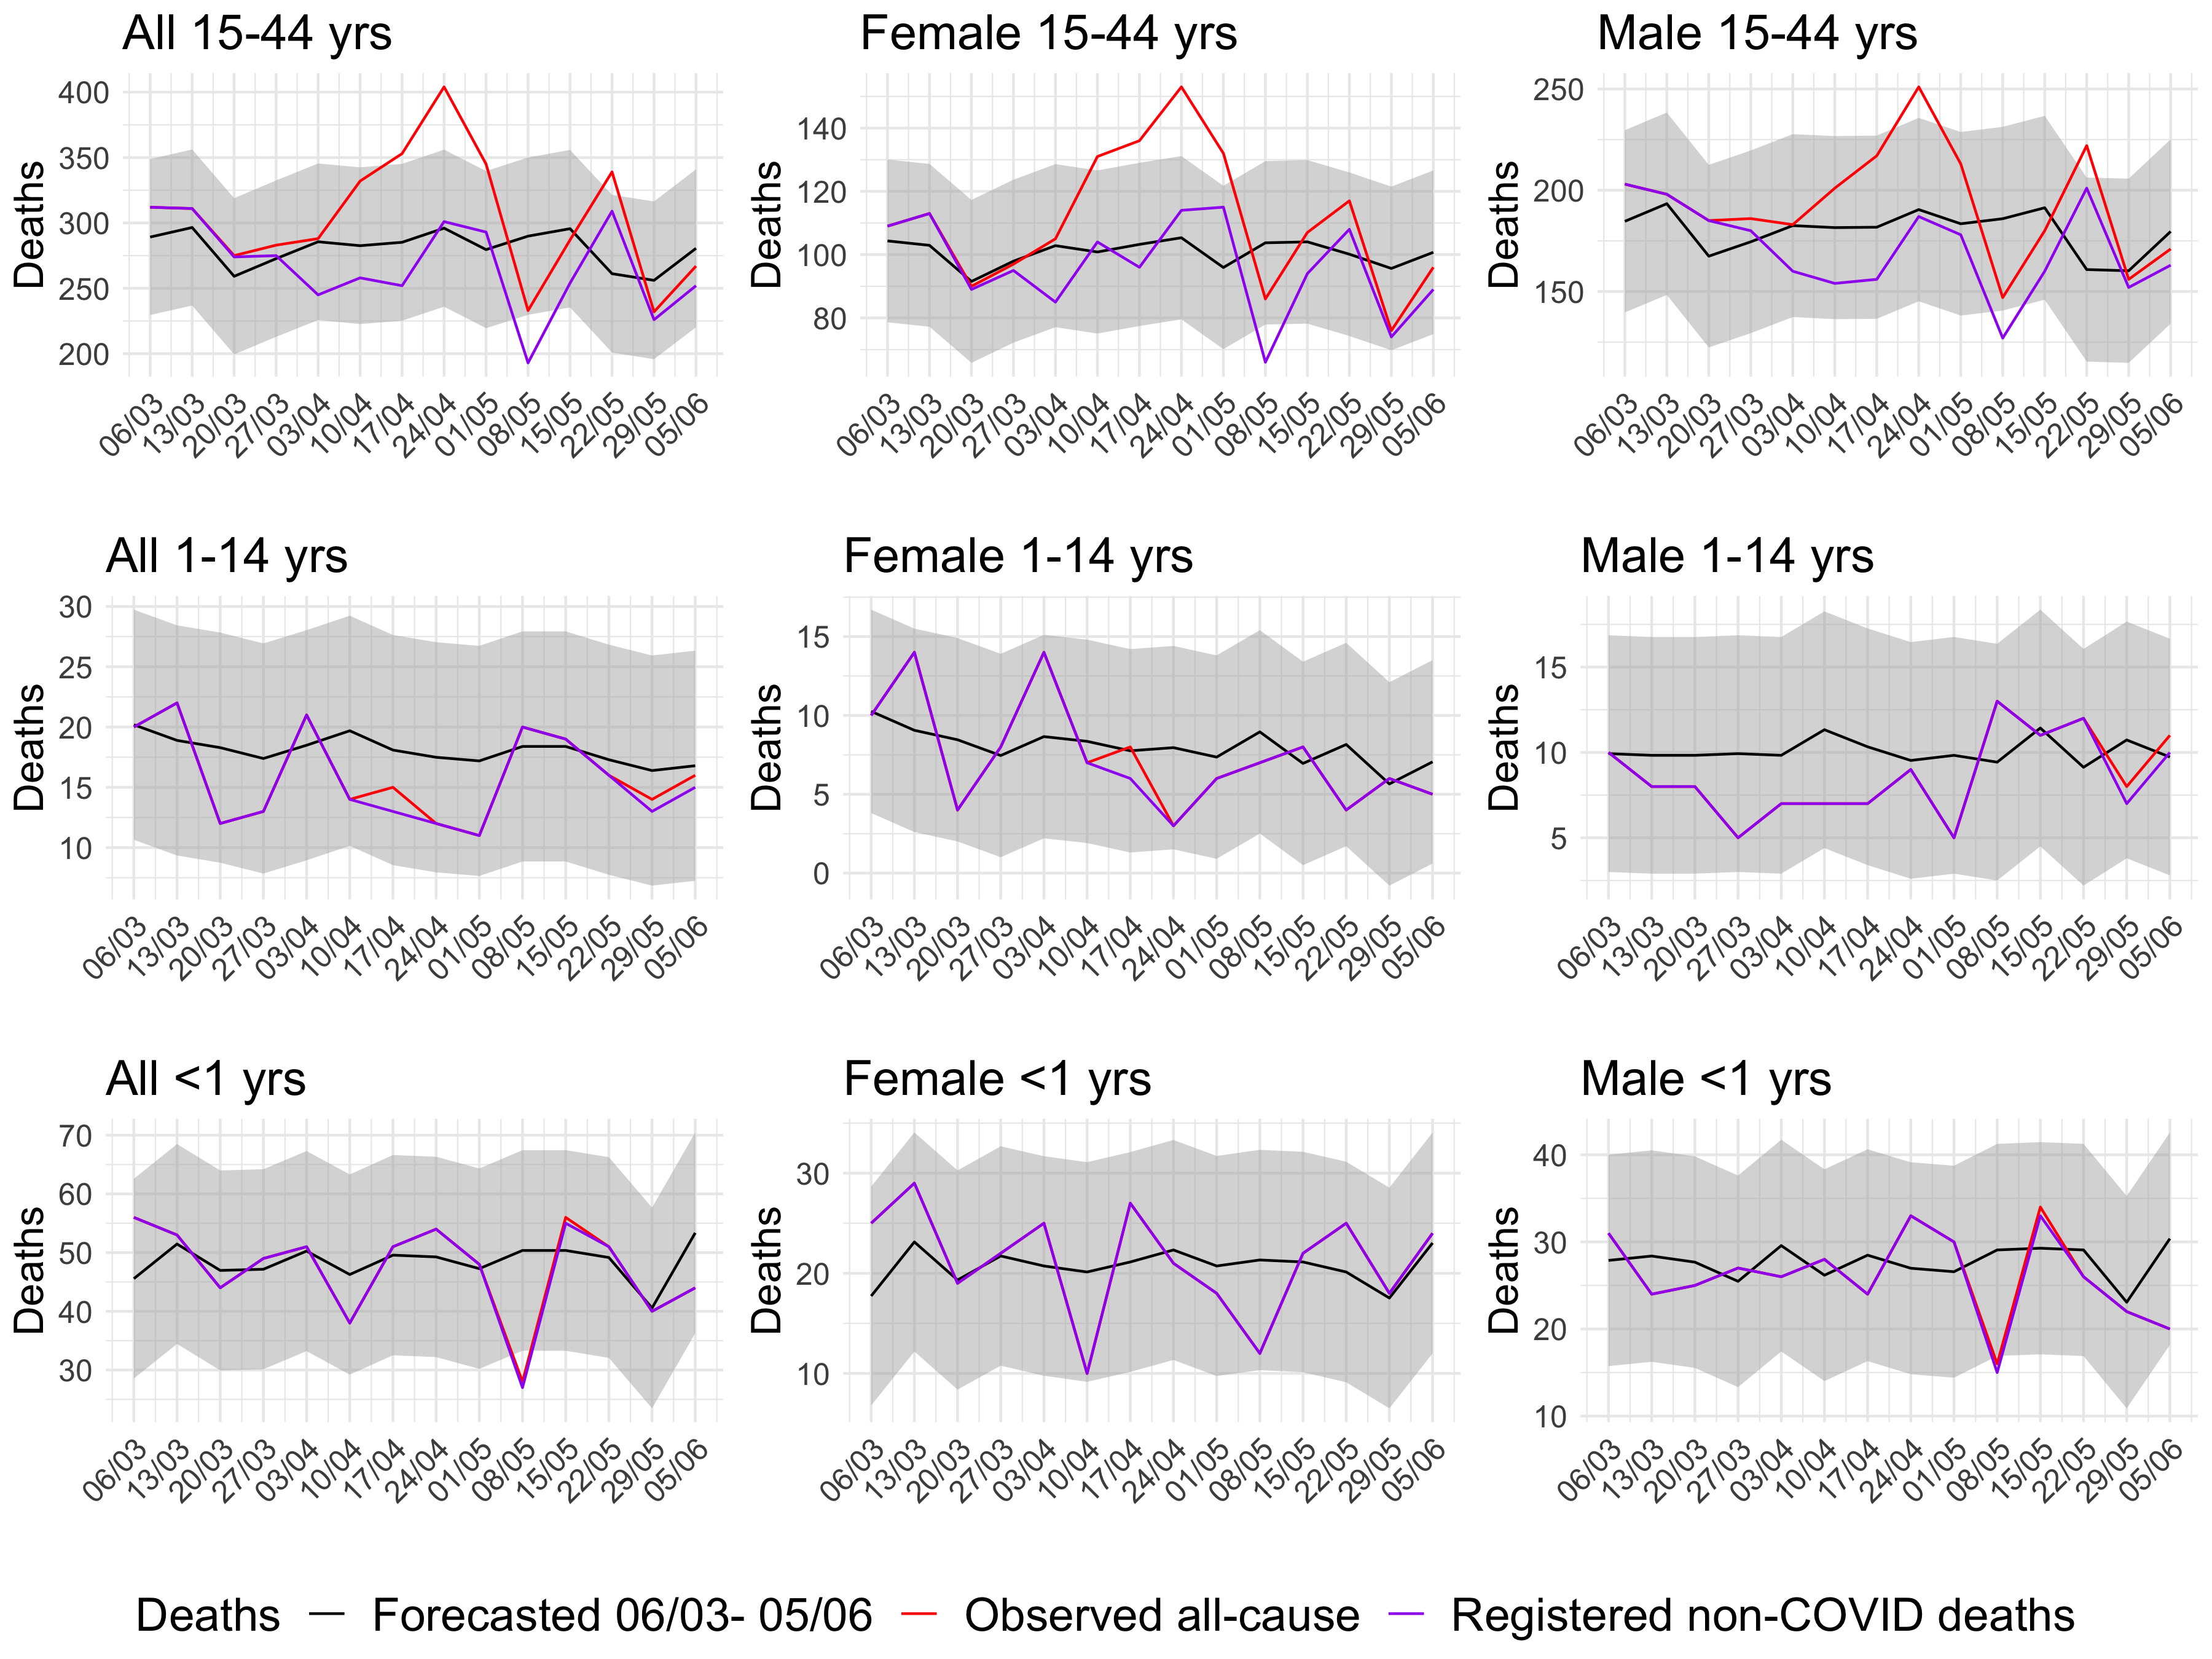 All 15-44 yrs
Female 15-44 yrs
Male 15-44 yrs
Deaths
400
350
300
250
200
06/03 13/03 20/03 27/03 03/04 10/04 17/04 24/04 01/05 08/05 15/05 22/05 29/05 05/06
Deaths
140
120
100
80
06/03 13/03 20/03 27/03 03/04 10/04 17/04 24/04 01/05 08/05 15/05 22/05 29/05 05/06
Deaths
250
200
150
06/03 13/03 20/03 27/03 03/04 10/04 17/04 24/04 01/05 08/05 15/05 22/05 29/05 05/06
All 1-14 yrs
Female 1-14 yrs
Male 1-14 yrs
Deaths
30
25
20
15
10
06/03 13/03 20/03 27/03 03/04 10/04 17/04 24/04 01/05 08/05 15/05 22/05 29/05 05/06
Deaths
15
10
5
0
06/03 13/03 20/03 27/03 03/04 10/04 17/04 24/04 01/05 08/05 15/05 22/05 29/05 05/06
Deaths
15
10
5
06/03 13/03 20/03 27/03 03/04 10/04 17/04 24/04 01/05 08/05 15/05 22/05 29/05 05/06
All <1 yrs
Female <1 yrs
Male <1 yrs
Deaths
70
60
50
40
30
06/03 13/03 20/03 27/03 03/04 10/04 17/04 24/04 01/05 08/05 15/05 22/05 29/05 05/06
Deaths
30
20
10
06/03 13/03 20/03 27/03 03/04 10/04 17/04 24/04 01/05 08/05 15/05 22/05 29/05 05/06
Deaths
40
30
20
10
06/03 13/03 20/03 27/03 03/04 10/04 17/04 24/04 01/05 08/05 15/05 22/05 29/05 05/06
Deaths Forecasted 06/03- 05/06 Observed all-cause Registered non-COVID deaths